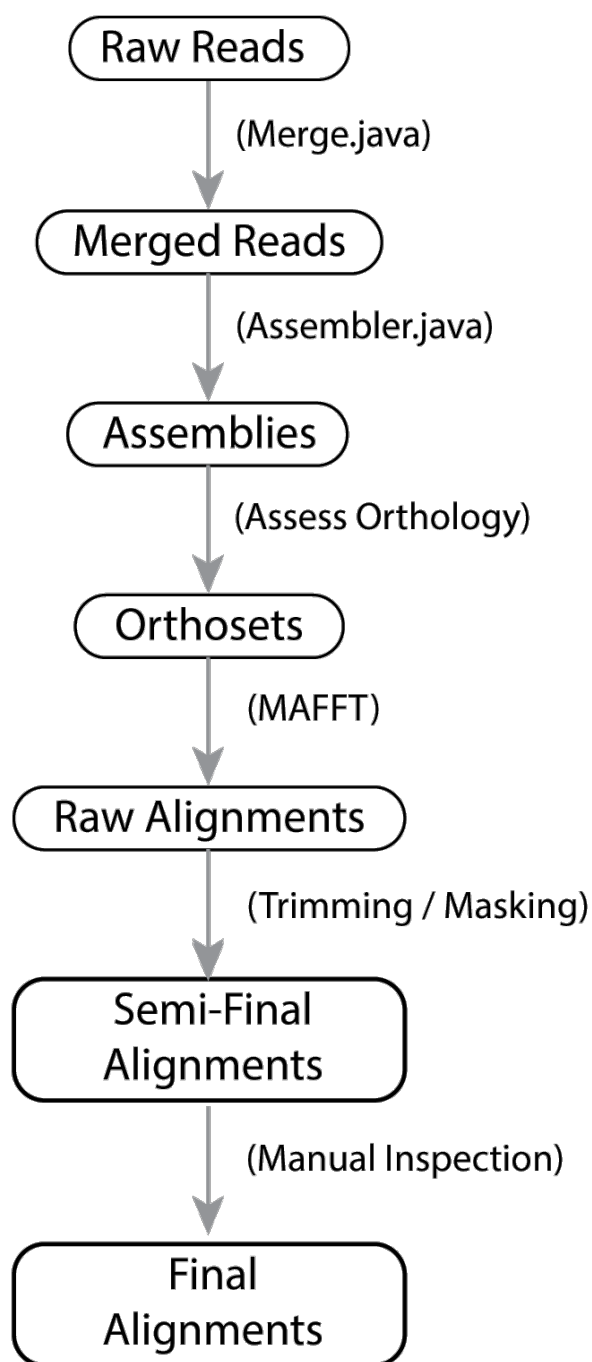 Raw Reads
(Merge.java)
Merged Reads
(Assembler.java)
Assemblies
(Assess Orthology)
Orthosets
(MAFFT)
Raw Alignments
(Trimming / Masking)
Semi-Final
Alignments
(Manual Inspection)
Final
Alignments